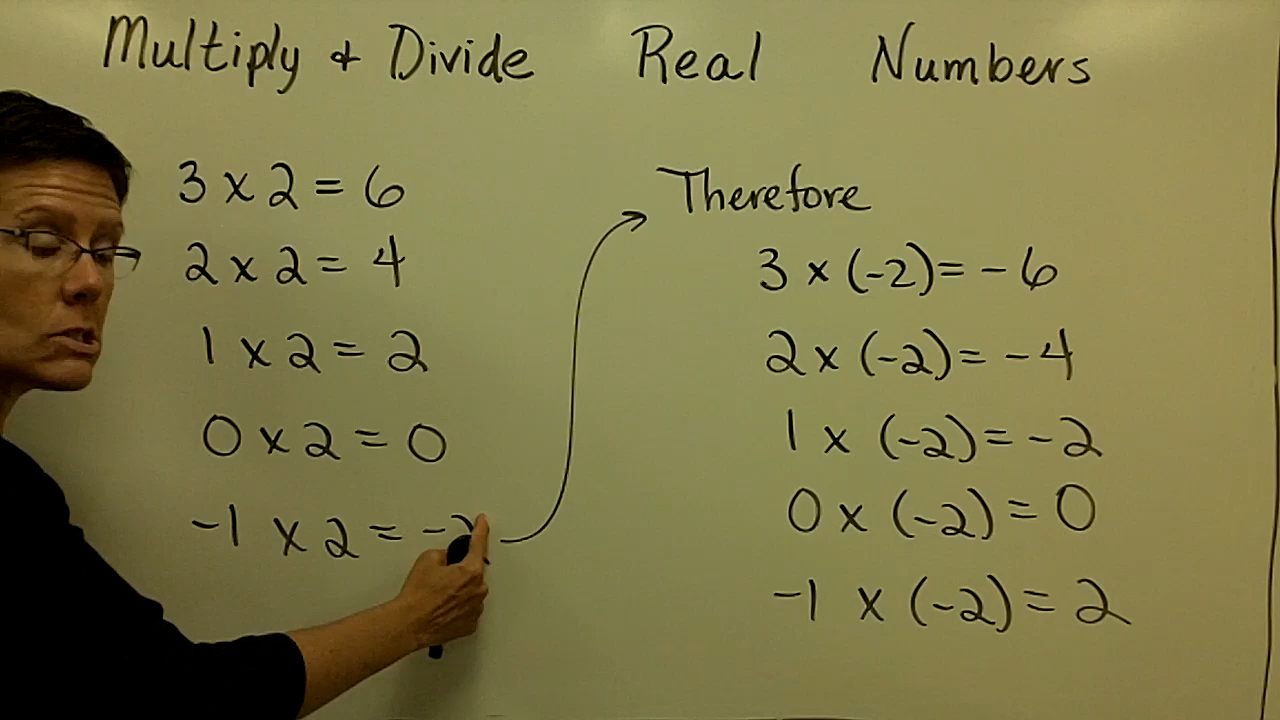 Multiply & Divide Real Numbers
3 x 2 = 6
2 x 2 = 4
1 x 2 = 2
0 x 2 = 0
-1 x 2 = -2
Therefore
3 x (-2) = -6
2 x (-2) = -4
1 x (-2) = -2
0 x (-2) = 0
-1 x (-2) = 2